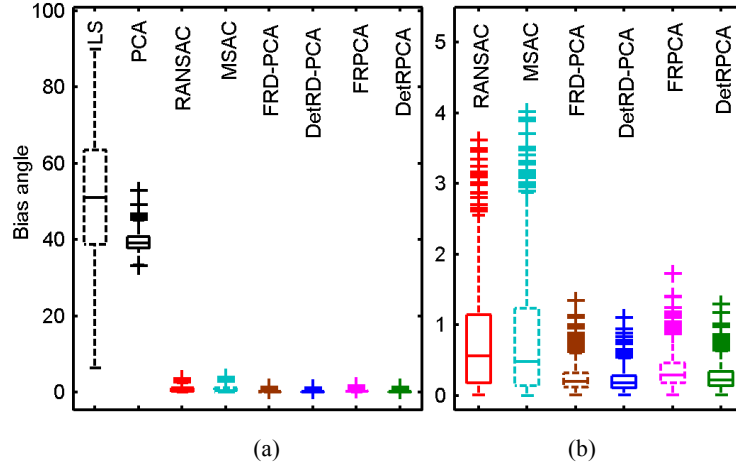 100
80
60
40
20
0
Bias angle
LS
PCA
RANSAC
MSAC
FRD-PCA
DetRD-PCA
FRPCA
DetRPCA
(a)
5
4
3
2
1
0
RANSAC
MSAC
FRD-PCA
DetRD-PCA
FRPCA
DetRPCA
(b)